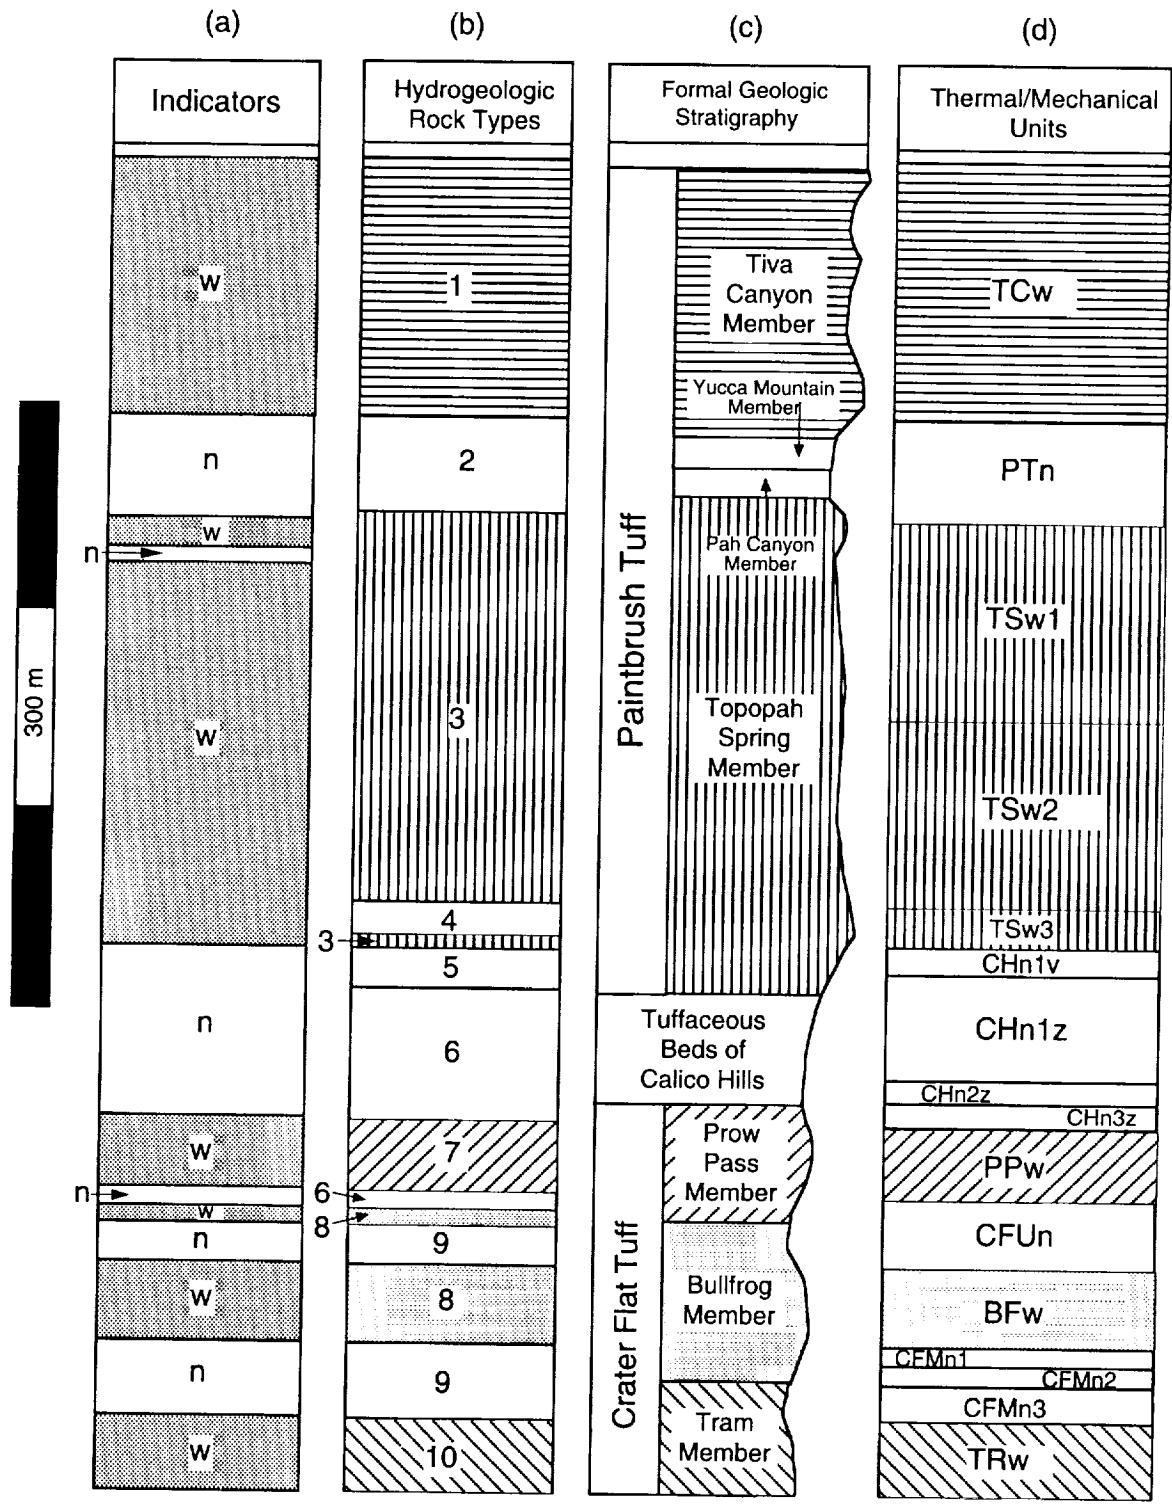 (a)
(b)
(c)
(d)
Indicators
Hydrogeologic
Rock Types
Formal Geologic
Stratigraphy
Thermal/Mechanical
Units
300 m
w
n
w
n
w
n
w
n
w
n
w
n
w
1
2
3
4
3
5
6
7
6
8
9
8
9
10
Paintbrush Tuff
Tiva
Canyon
Member
Yucca Mountain
Member
Pah Canyon
Member
Topopah
Spring
Member
Tuffaceous
Beds of
Calico Hills
Crater Flat Tuff
Prow
Pass
Member
Bullfrog
Member
Tram
Member
TCw
PTn
TSw1
TSw2
TSw3
CHn1v
CHn1z
CHn2z
CHn3z
PPw
CFUn
BFw
CFMn1
CFMn2
CFMn3
TRw